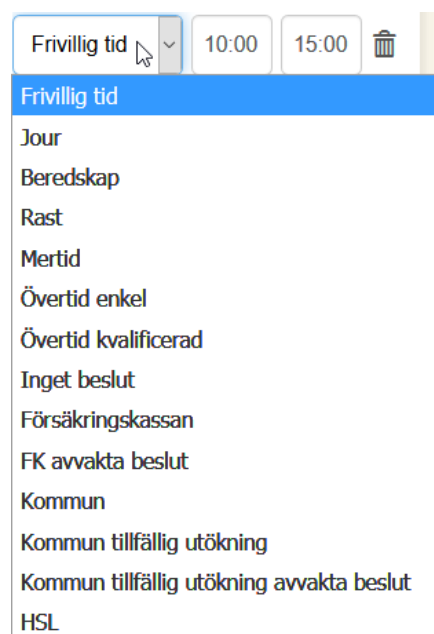 Frivillig tid 10:00 15:00
Frivillig tid
Jour
Beredskap
Rast
Mertid
Övertid enkel
Övertid kvalificerad
Inget beslut
Försäkringskassan
FK avvakta beslut
Kommun
Kommun tillfällig utökning
Kommun tillfällig utökning avvakta beslut
HSL